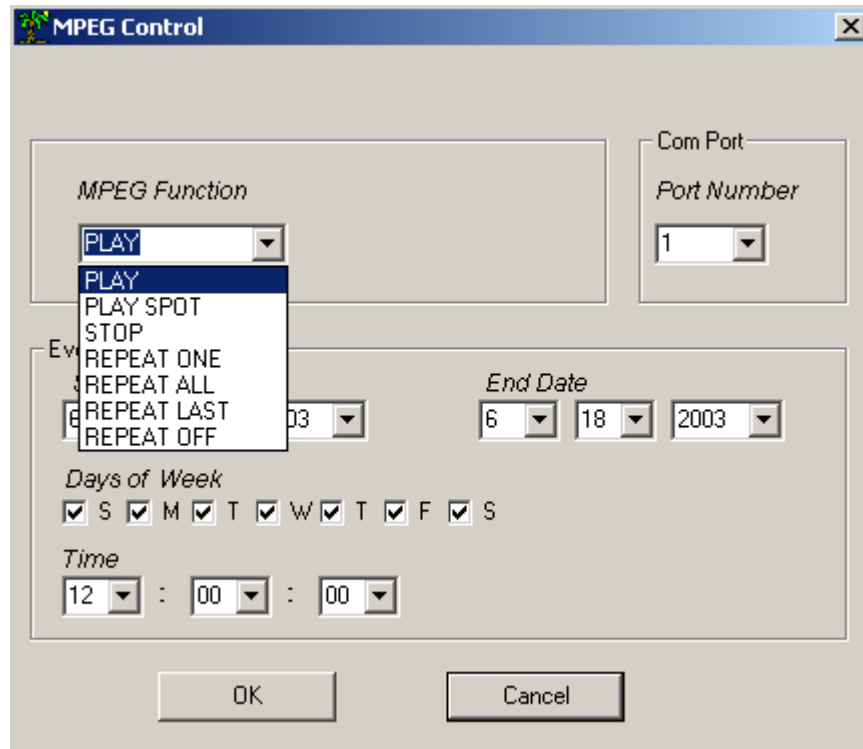 MPEG Control
Com Port
MPEG Function
Port Number
PLAY
1
PLAY
PLAY SPOT
STOP
REPEAT ONE
REPEAT ALL
REPEAT LAST
REPEAT OFF
End Date
6 18 2003
Days of Week
S M T W T F S
Time
12 : 00 : 00
OK Cancel